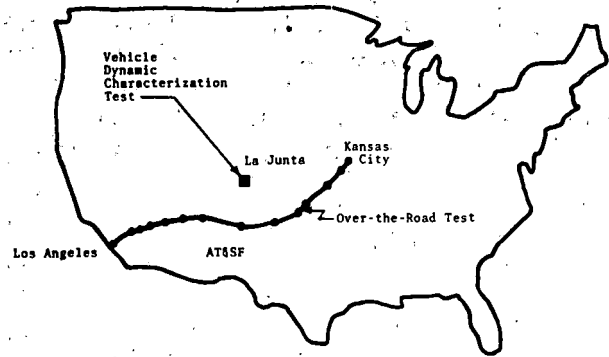 Vehicle
Dynamic
Characterization
Test
La Junta
Kansas
City
Over-the-Road Test
Los Angeles
AT&SF